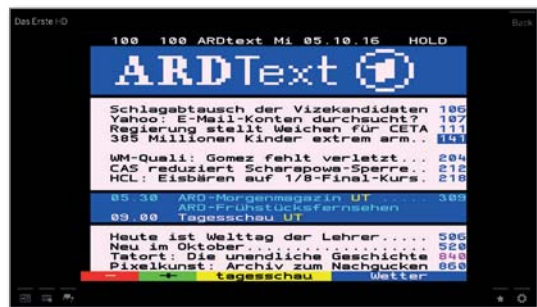 Das Erste HD
Back
100 100 ARDtext Mi 05.10.16 HOLD
ARDText
Schlagabtausch der Vizekandidaten 106
Yahoo: E-Mail-Konten durchsucht? 107
Regierung stellt Weichen für CETA 111
385 Millionen Kinder extrem arm.. 141
WM-Quali: Gomez fehlt verletzt... 204
CAS reduziert Scharapowa-Sperre.. 212
HCL: Eisbären auf 1/8-Final-Kurs. 218
05.30 ARD-Morgenmagazin UT ..... 309
ARD-Frühstücksfernsehen
09.00 Tagesschau UT
Heute ist Welttag der Lehrer..... 506
Neu im Oktober................... 520
Tatort: Die unendliche Geschichte 840
Pixelkunst: Archiv zum Nachgucken 860
- + tagesschau Wetter